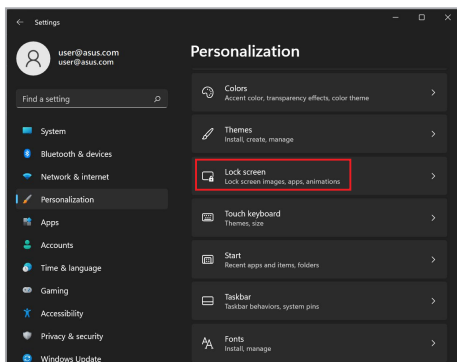 Settings
user@asus.com
user@asus.com
Find a setting
System
Bluetooth & devices
Network & internet
Personalization
Apps
Accounts
Time & language
Gaming
Accessibility
Privacy & security
Windows Update
Personalization
Colors
Accent color, transparency effects, color theme
Themes
Install, create, manage
Lock screen
Lock screen images, apps, animations
Touch keyboard
Themes, size
Start
Recent apps and items, folders
Taskbar
Taskbar behaviors, system pins
Fonts
Install, manage